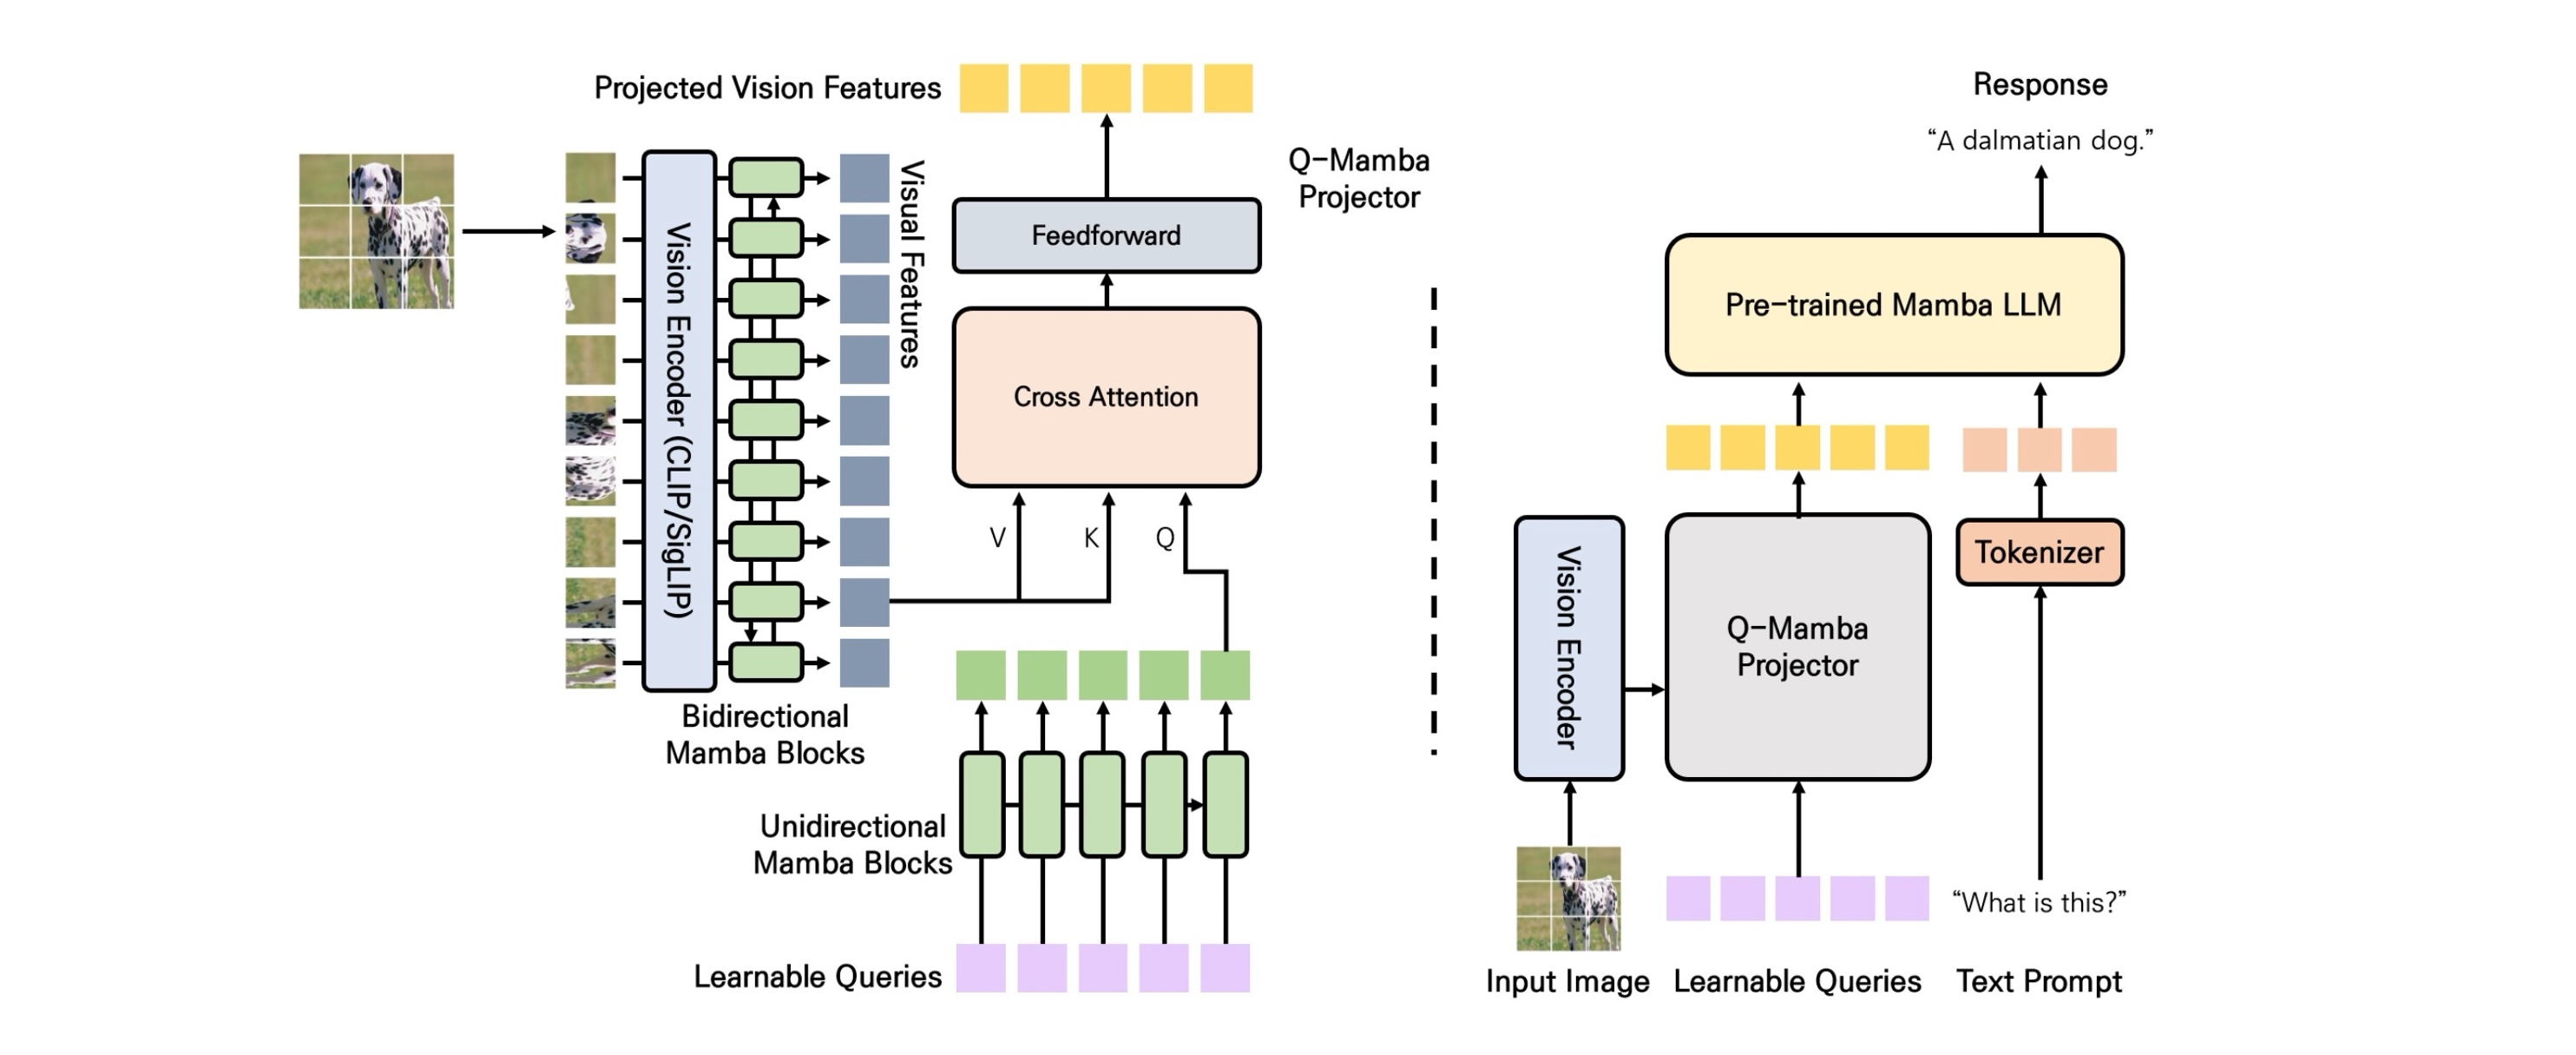 Projected Vision Features
Q-Mamba
Projector
Vision Encoder (CLIP/SigLIP)
Visual Features
Feedforward
Cross Attention
V
K
Q
Bidirectional
Mamba Blocks
Unidirectional
Mamba Blocks
Learnable Queries
Response
“A dalmatian dog.”
Pre-trained Mamba LLM
Vision Encoder
Q-Mamba
Projector
Tokenizer
“What is this?”
Input Image
Learnable Queries
Text Prompt